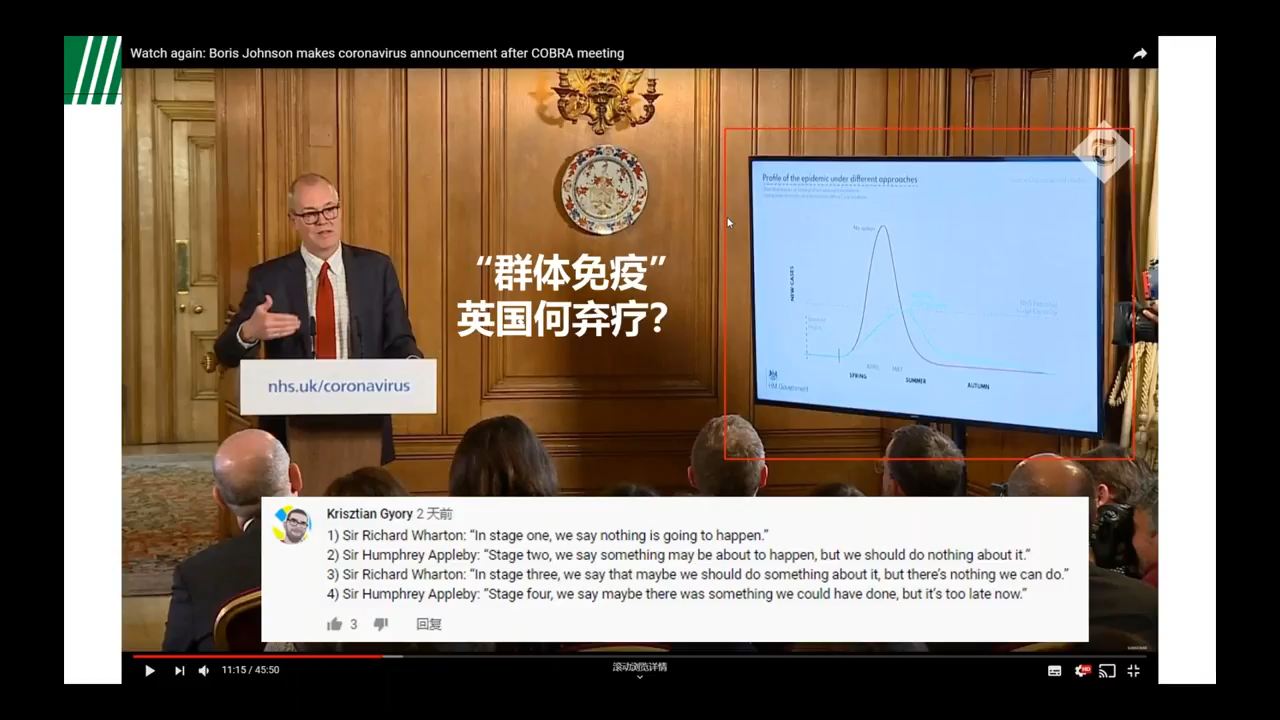 Watch again: Boris Johnson makes coronavirus announcement after COBRA meeting
Profile of the epidemic under different approaches
No action
NEW CASES
APRIL
MAY
SPRING
SUMMER
AUTUMN
HM Government
“群体免疫”
英国何弃疗？
nhs.uk/coronavirus
Krisztian Gyory 2 天前
1) Sir Richard Wharton: “In stage one, we say nothing is going to happen.”
2) Sir Humphrey Appleby: “Stage two, we say something may be about to happen, but we should do nothing about it.”
3) Sir Richard Wharton: “In stage three, we say that maybe we should do something about it, but there’s nothing we can do.”
4) Sir Humphrey Appleby: “Stage four, we say maybe there was something we could have done, but it’s too late now.”
3 回复
11:15 / 45:50
滚动浏览详情
HD